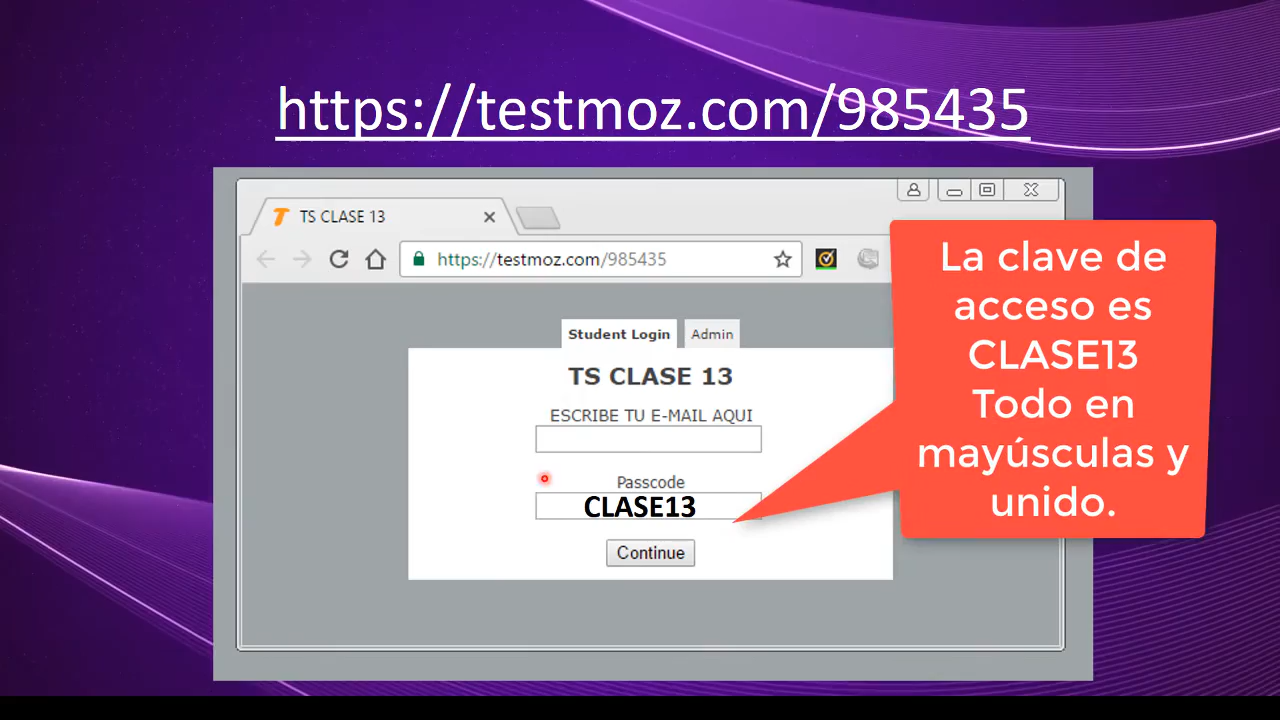 https://testmoz.com/985435
TS CLASE 13
https://testmoz.com/985435
Student Login Admin
TS CLASE 13
ESCRIBE TU E-MAIL AQUI
Passcode
CLASE13
Continue
La clave de
acceso es
CLASE13
Todo en
mayúsculas y
unido.